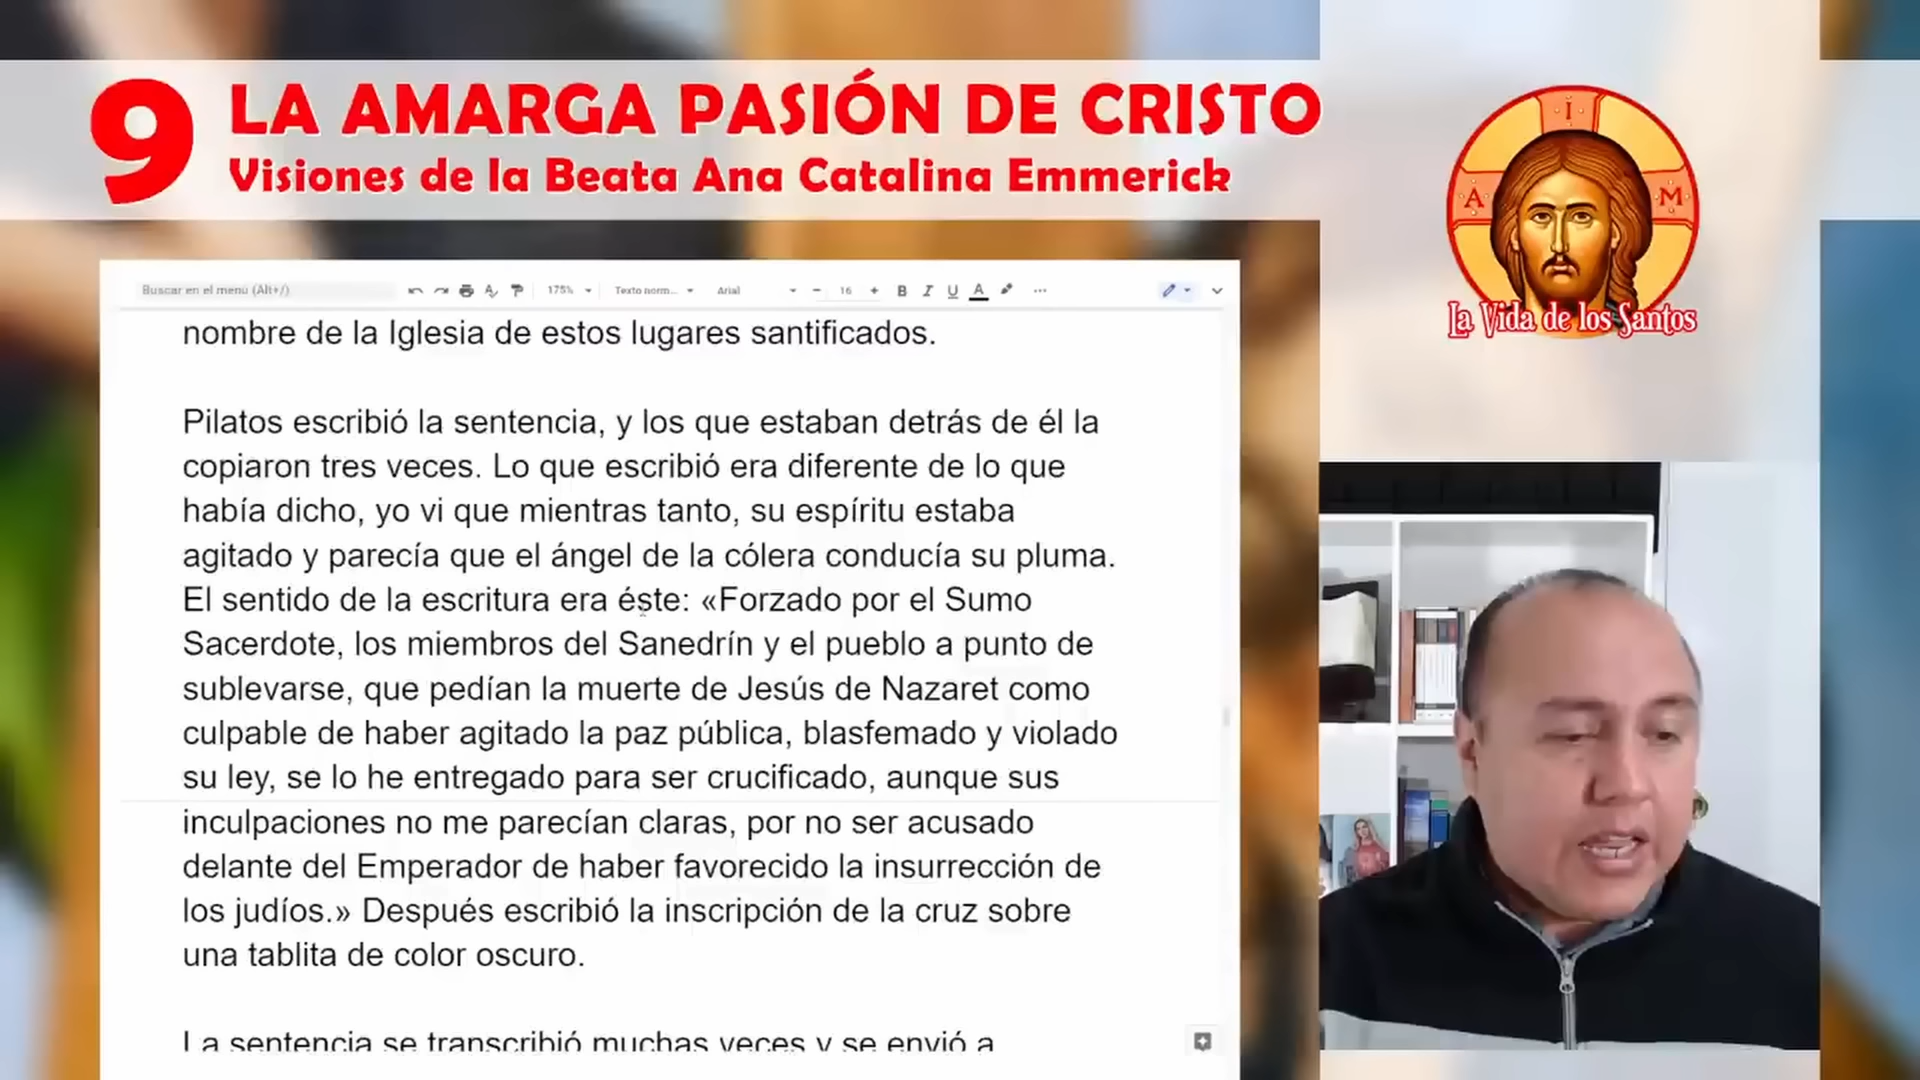 9
LA AMARGA PASIÓN DE CRISTO
Visiones de la Beata Ana Catalina Emmerick
I
A M
La Vida de los Santos
Buscar en el menú (Alt+/)
175% Texto norm... Arial − 16 + B I U A
nombre de la Iglesia de estos lugares santificados.
Pilatos escribió la sentencia, y los que estaban detrás de él la
copiaron tres veces. Lo que escribió era diferente de lo que
había dicho, yo vi que mientras tanto, su espíritu estaba
agitado y parecía que el ángel de la cólera conducía su pluma.
El sentido de la escritura era éste: «Forzado por el Sumo
Sacerdote, los miembros del Sanedrín y el pueblo a punto de
sublevarse, que pedían la muerte de Jesús de Nazaret como
culpable de haber agitado la paz pública, blasfemado y violado
su ley, se lo he entregado para ser crucificado, aunque sus
inculpaciones no me parecían claras, por no ser acusado
delante del Emperador de haber favorecido la insurrección de
los judíos.» Después escribió la inscripción de la cruz sobre
una tablita de color oscuro.
La sentencia se transcribió muchas veces y se envió a